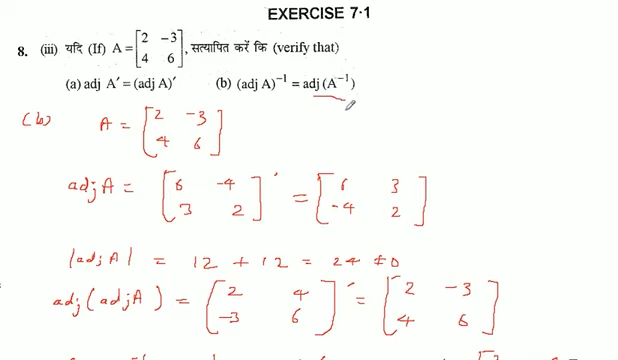 EXERCISE 7·1
8. (iii) यदि (If) A = [2 −3
4 6], सत्यापित करें कि (verify that)
(a) adj A′ = (adj A)′ (b) (adj A)⁻¹ = adj (A⁻¹)
(b) A = [2 -3
4 6]
adj A = [6 -4
3 2]′ = [6 3
-4 2]
|adj A| = 12 + 12 = 24 ≠ 0
adj (adj A) = [2 4
-3 6]′ = [2 -3
4 6]